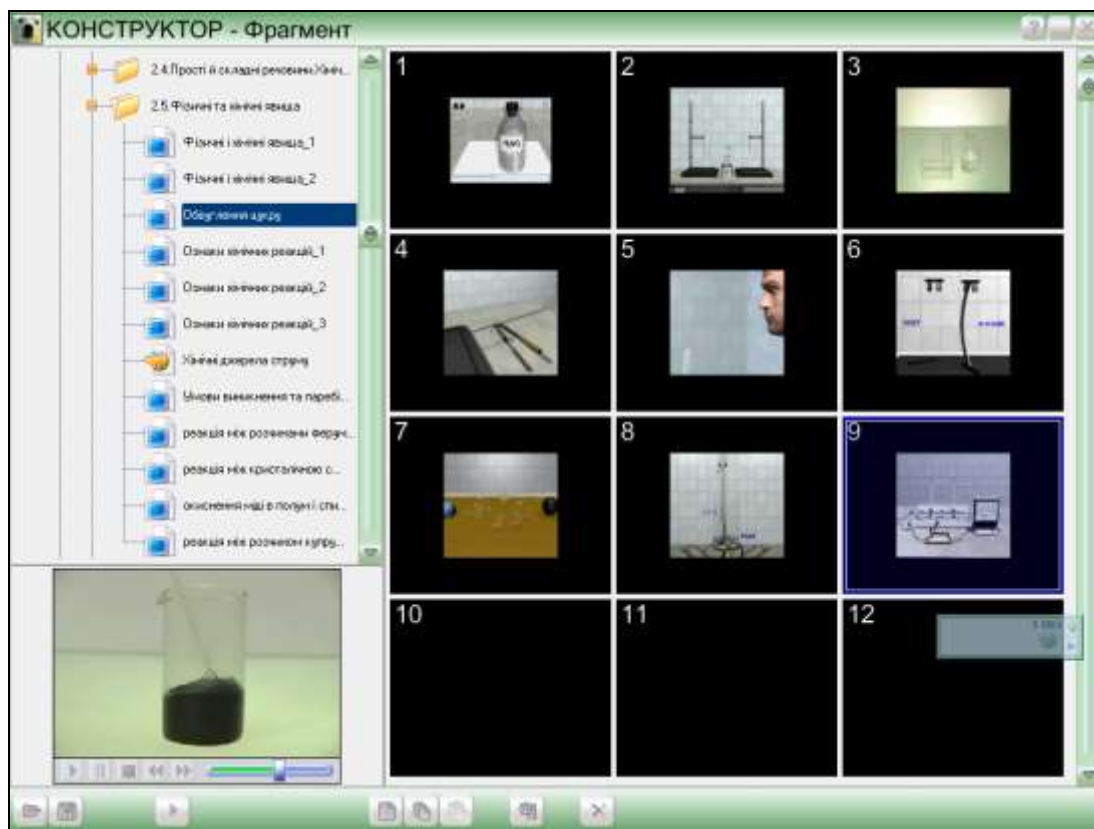 КОНСТРУКТОР - Фрагмент
2.4.Прості й складні речовини.Хіміч...
2.5.Фізичні та хімічні явища
Фізичні і хімічні явища_1
Фізичні і хімічні явища_2
Обвуглення цукру
Ознаки хімічних реакцій_1
Ознаки хімічних реакцій_2
Ознаки хімічних реакцій_3
Хімічні джерела струму
Умови виникнення та перебі...
реакція між розчинами ферум...
реакція між кристалічною с...
окиснення міді в полум'ї спи...
реакція між розчином купру...
1
2
3
4
5
6
7
8
9
10
11
12